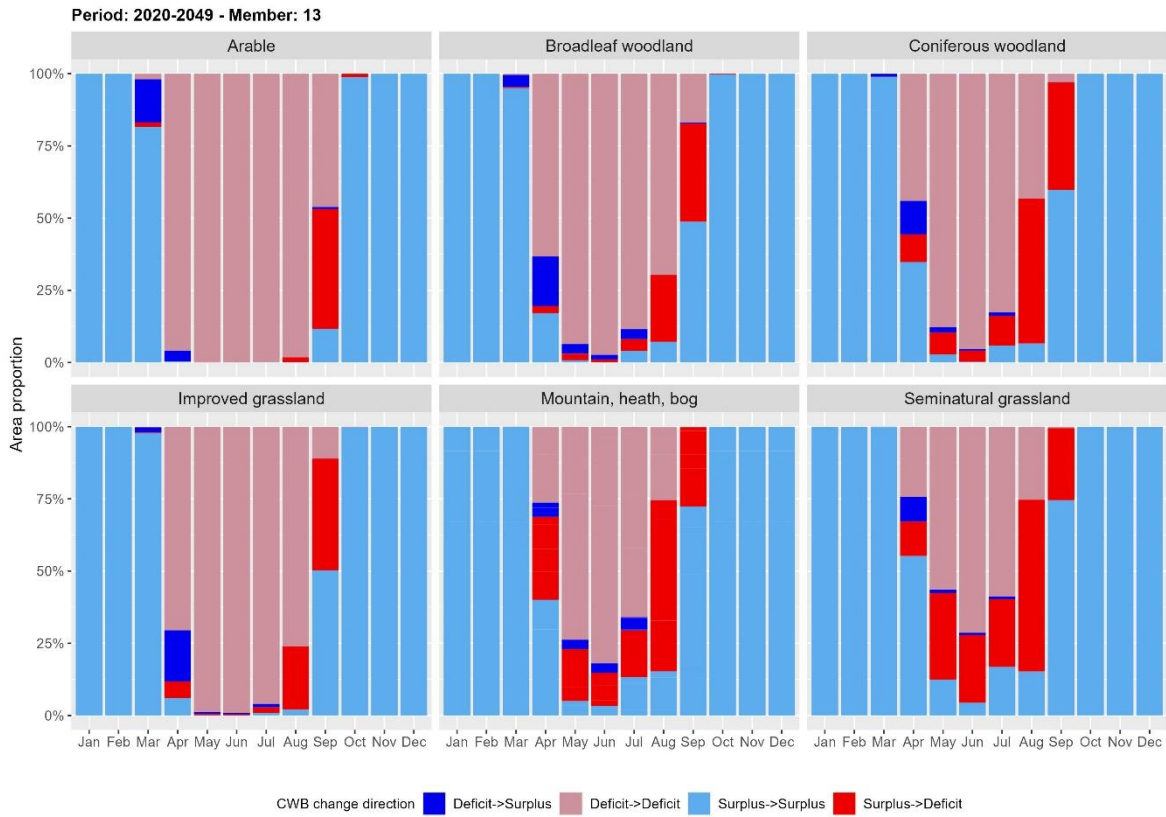 Period: 2020-2049 - Member: 13
Arable
Broadleaf woodland
Coniferous woodland
100%
75%
50%
25%
0%
Improved grassland
Mountain, heath, bog
Seminatural grassland
100%
75%
50%
25%
0%
Area proportion
Jan Feb Mar Apr May Jun Jul Aug Sep Oct Nov Dec
Jan Feb Mar Apr May Jun Jul Aug Sep Oct Nov Dec
Jan Feb Mar Apr May Jun Jul Aug Sep Oct Nov Dec
CWB change direction Deficit->Surplus Deficit->Deficit Surplus->Surplus Surplus->Deficit